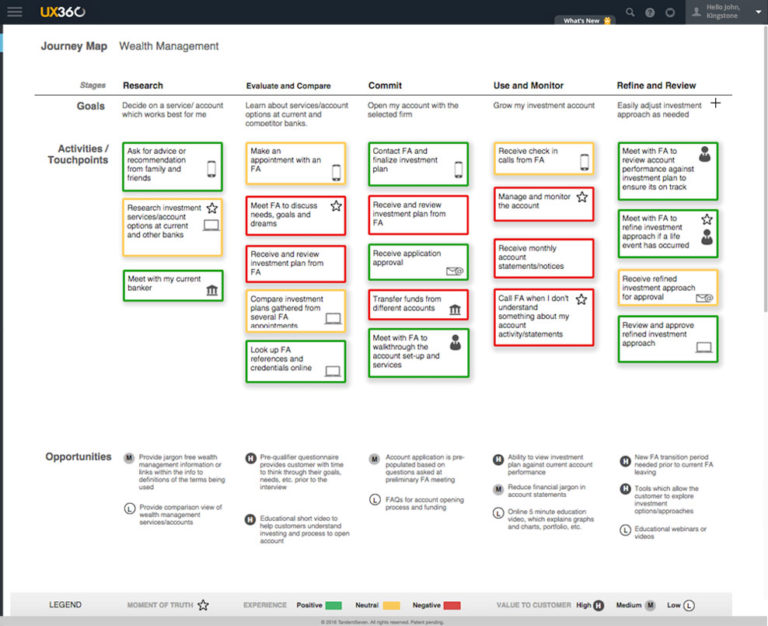 UX360
What's New
Hello John,
Kingstone
Journey Map Wealth Management
Stages Research Evaluate and Compare Commit Use and Monitor Refine and Review
Goals
Decide on a service/ account
which works best for me
Learn about services/account
options at current and
competitor banks.
Open my account with the
selected firm
Grow my investment account
Easily adjust investment
approach as needed
Activities /
Touchpoints
Ask for advice or
recommendation
from family and
friends
Research investment
services/account
options at current
and other banks
Meet with my current
banker
Make an
appointment with an
FA
Meet FA to discuss
needs, goals and
dreams
Receive and review
investment plan from
FA
Compare investment
plans gathered from
several FA
appointments
Look up FA
references and
credentials online
Contact FA and
finalize investment
plan
Receive and review
investment plan from
FA
Receive application
approval
Transfer funds from
different accounts
Meet with FA to
walkthrough the
account set-up and
services
Receive check in
calls from FA
Manage and monitor
the account
Receive monthly
account
statements/notices
Call FA when I don't
understand
something about my
account
activity/statements
Meet with FA to
review account
performance against
investment plan to
ensure its on track
Meet with FA to
refine investment
approach if a life
event has occurred
Receive refined
investment approach
for approval
Review and approve
refined investment
approach
Opportunities
M Provide jargon free wealth
management information or
links within the info to
definitions of the terms being
used
L Provide comparison view of
wealth management
services/accounts
H Pre-qualifier questionnaire
provides customer with time
to think through their goals,
needs, etc. prior to the
interview
H Educational short video to
help customers understand
investing and process to open
account
M Account application is pre-
populated based on
questions asked at
preliminary FA meeting
L FAQs for account opening
process and funding
H Ability to view investment
plan against current account
performance
M Reduce financial jargon in
account statements
L Online 5 minute education
video, which explains graphs
and charts, portfolio, etc.
H New FA transition period
needed prior to current FA
leaving
H Tools which allow the
customer to explore
investment
options/approaches
L Educational webinars or
videos
LEGEND MOMENT OF TRUTH EXPERIENCE Positive Neutral Negative VALUE TO CUSTOMER High H Medium M Low L
© 2016 TandemSeven. All rights reserved. Patent pending.